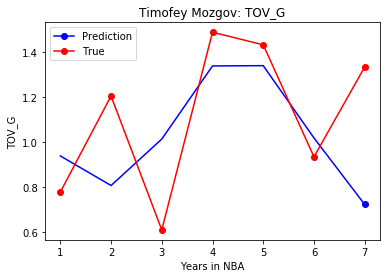 Timofey Mozgov: TOV_G
Prediction
True
TOV_G
1.4
1.2
1.0
0.8
0.6
1 2 3 4 5 6 7
Years in NBA